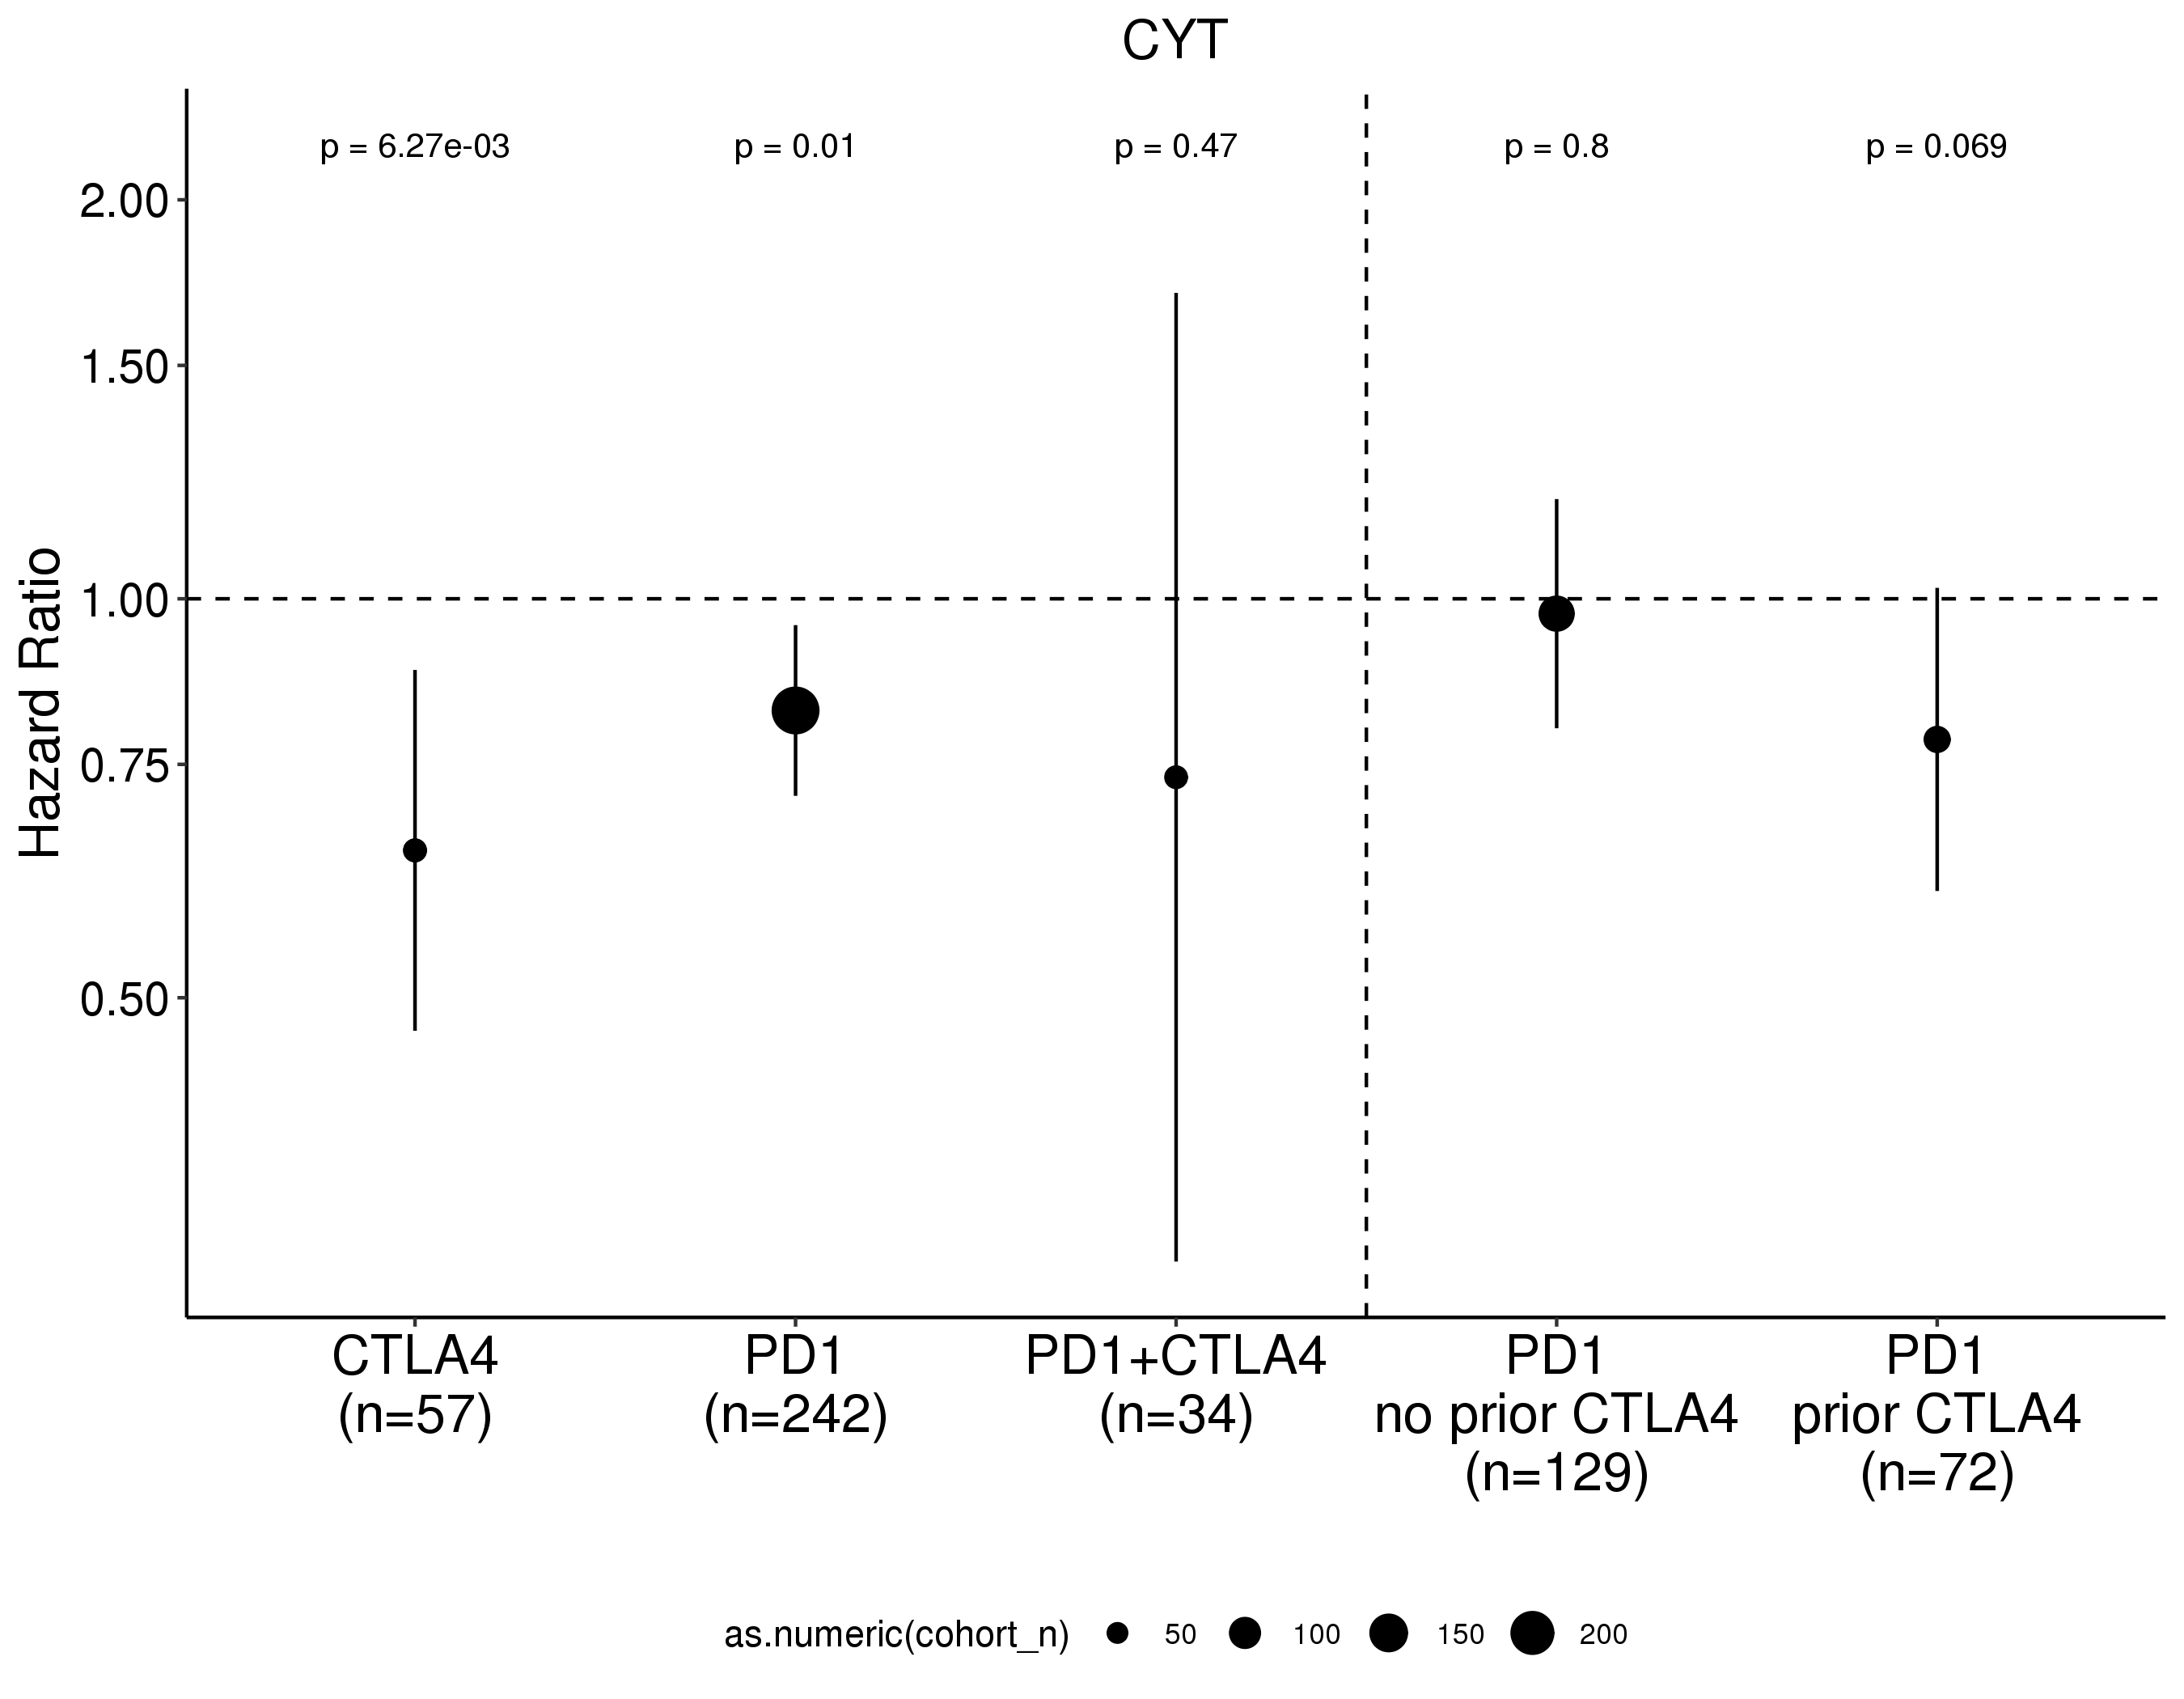 CYT
p = 6.27e-03
p = 0.01
p = 0.47
p = 0.8
p = 0.069
2.00
1.50
1.00
0.75
0.50
Hazard Ratio
CTLA4
(n=57)
PD1
(n=242)
PD1+CTLA4
(n=34)
PD1
no prior CTLA4
(n=129)
PD1
prior CTLA4
(n=72)
as.numeric(cohort_n)
50
100
150
200